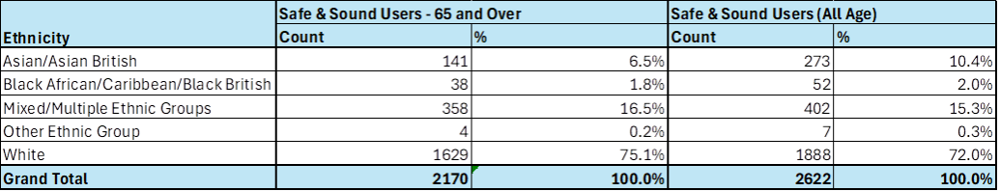 Safe & Sound Users - 65 and Over Safe & Sound Users (All Age)
Ethnicity Count % Count %
Asian/Asian British 141 6.5% 273 10.4%
Black African/Caribbean/Black British 38 1.8% 52 2.0%
Mixed/Multiple Ethnic Groups 358 16.5% 402 15.3%
Other Ethnic Group 4 0.2% 7 0.3%
White 1629 75.1% 1888 72.0%
Grand Total 2170 100.0% 2622 100.0%